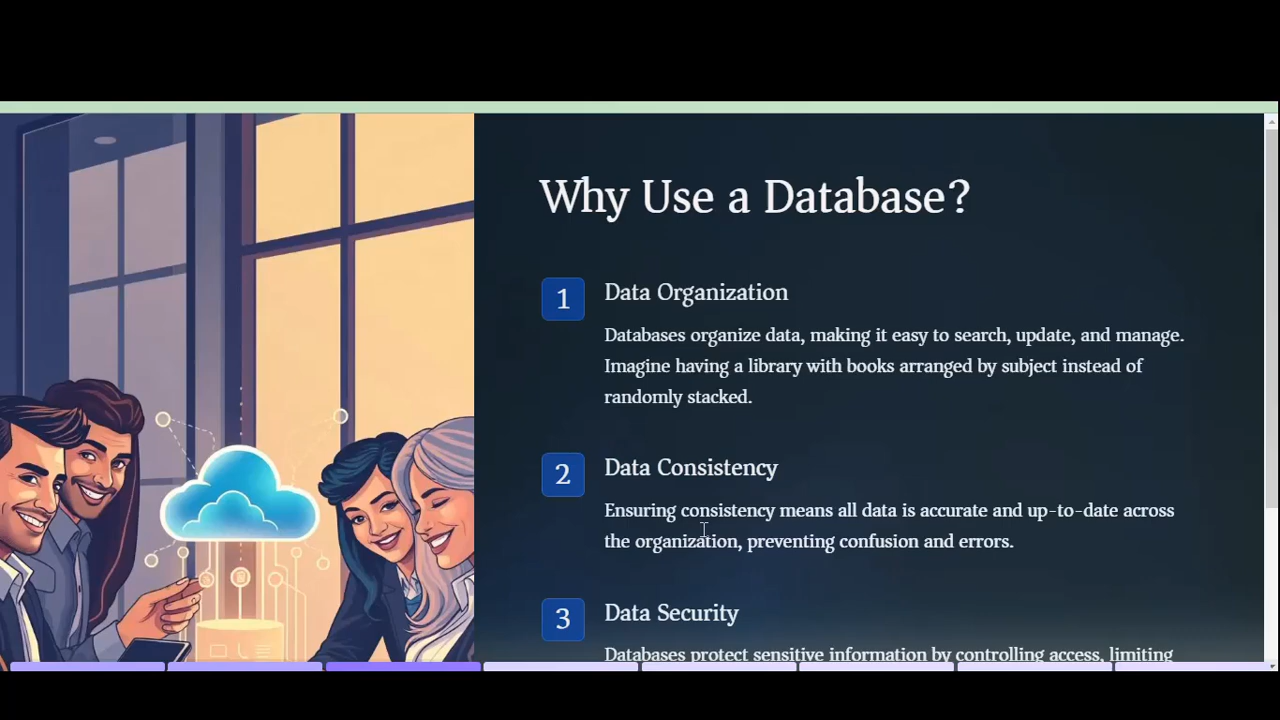 Why Use a Database?
1
Data Organization
Databases organize data, making it easy to search, update, and manage.
Imagine having a library with books arranged by subject instead of
randomly stacked.
2
Data Consistency
Ensuring consistency means all data is accurate and up-to-date across
the organization, preventing confusion and errors.
3
Data Security
Databases protect sensitive information by controlling access, limiting